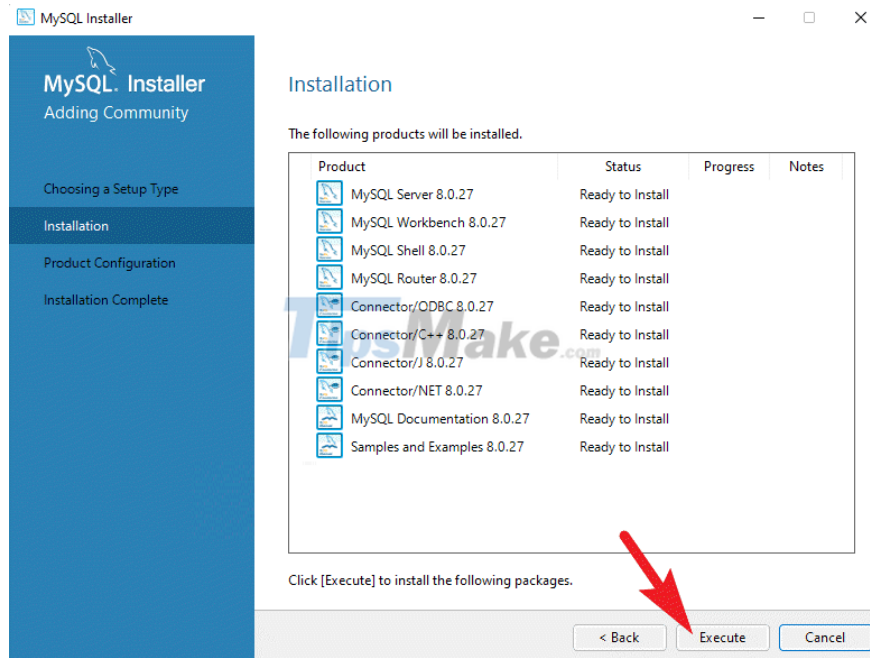 MySQL Installer
MySQL. Installer
Adding Community
Choosing a Setup Type
Installation
Product Configuration
Installation Complete
Installation
The following products will be installed.
Product Status Progress Notes
MySQL Server 8.0.27 Ready to Install
MySQL Workbench 8.0.27 Ready to Install
MySQL Shell 8.0.27 Ready to Install
MySQL Router 8.0.27 Ready to Install
Connector/ODBC 8.0.27 Ready to Install
Connector/C++ 8.0.27 Ready to Install
Connector/J 8.0.27 Ready to Install
Connector/NET 8.0.27 Ready to Install
MySQL Documentation 8.0.27 Ready to Install
Samples and Examples 8.0.27 Ready to Install
TipsMake.com
Click [Execute] to install the following packages.
< Back Execute Cancel